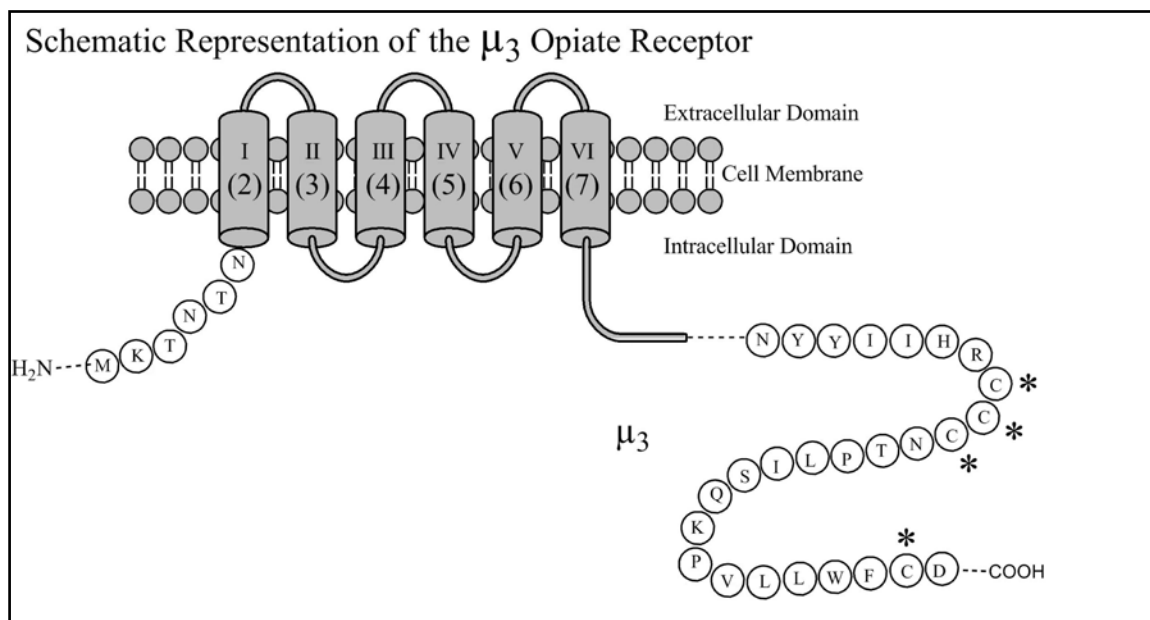 Schematic Representation of the μ₃ Opiate Receptor
Extracellular Domain
I II III IV V VI
(2) (3) (4) (5) (6) (7)
Cell Membrane
Intracellular Domain
H₂N M K T N T N
N Y Y I I H R C * C * C * N T P L I S Q K P V L L W F C * D COOH
μ₃